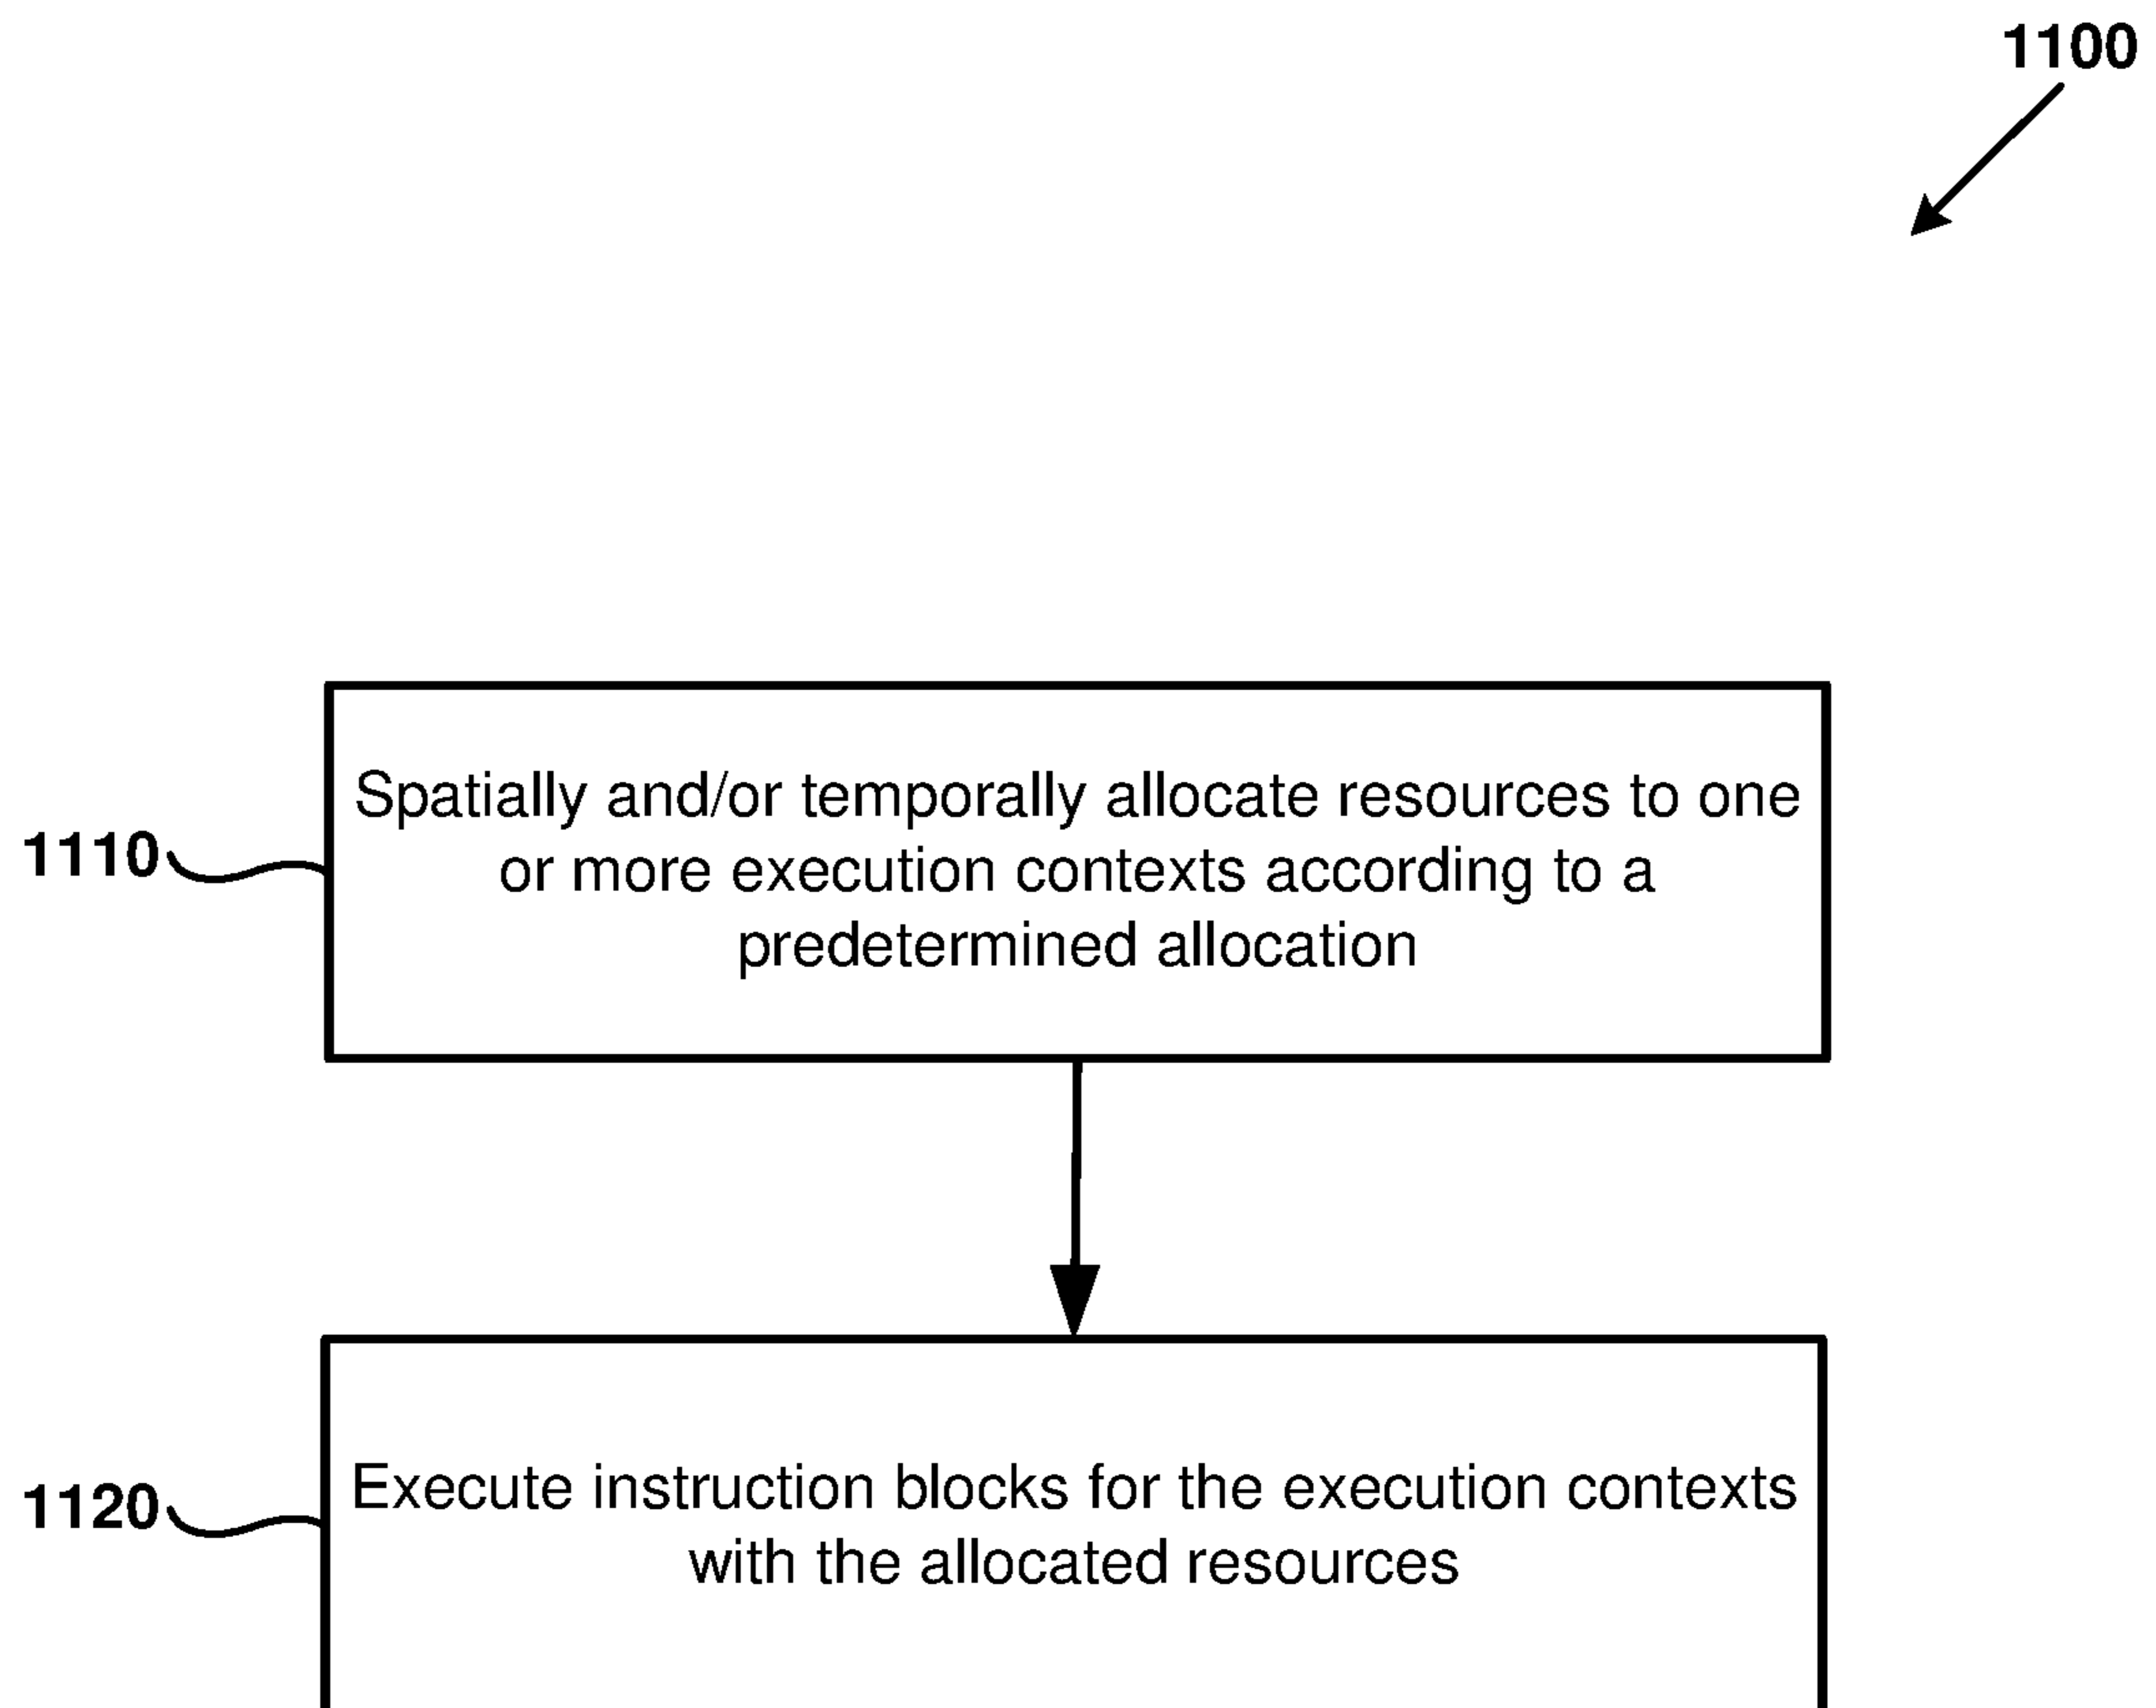 1100
Spatially and/or temporally allocate resources to one
or more execution contexts according to a
predetermined allocation
1110
Execute instruction blocks for the execution contexts
with the allocated resources
1120